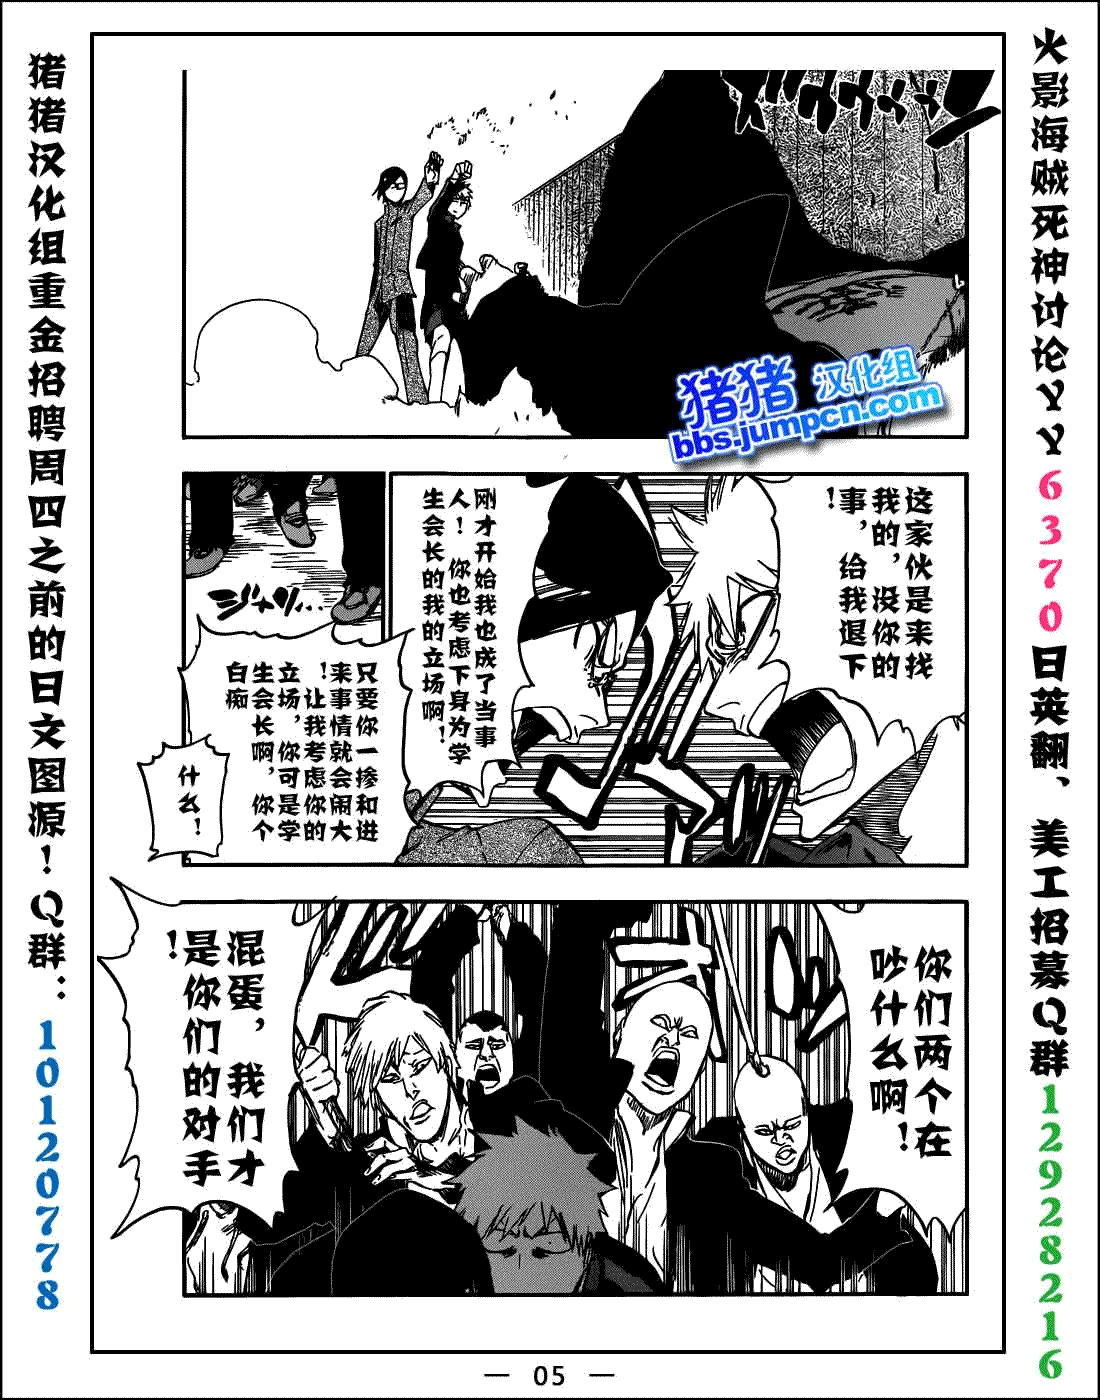 火影海贼死神讨论YY6370日英翻、美工招募Q群12928216
猪猪汉化组
bbs.jumpcn.com
这家伙是来找
我的，没你的
事，给我退下
！
刚才开始我也成了当事
人！你也考虑下身为学
生会长的我的立场啊！
ジャリ…
只要你一掺和进
来事情就会闹大
！让我考虑你的
立场，你可是学
生会长啊，你个
白痴
什么！
你们两个在
吵什么啊！
混蛋，我们才
是你们的对手
！
猪猪汉化组重金招聘周四之前的日文图源！Q群：10120778
— 05 —